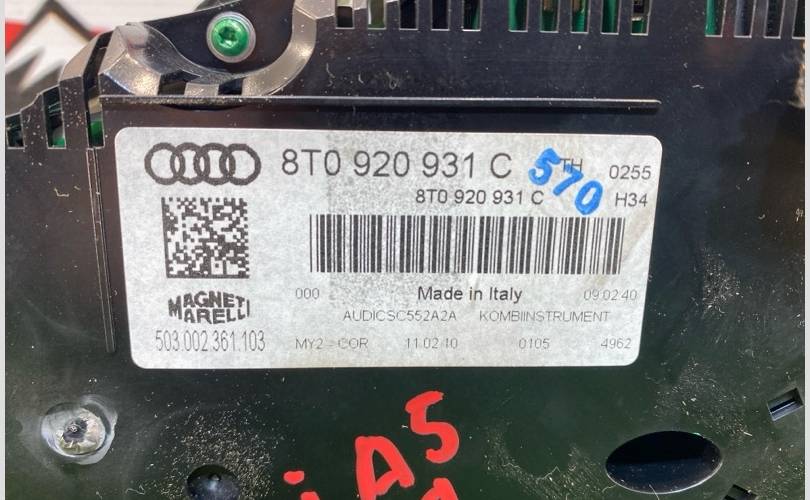 8T0 920 931 C TH 0255
570
8T0 920 931 C H34
000 Made in Italy 09.02.40
MAGNETI MARELLI
AUDICSC552A2A KOMBIINSTRUMENT
503.002.361.103
MY2 - COR 11.02.10 0105 4962
A5